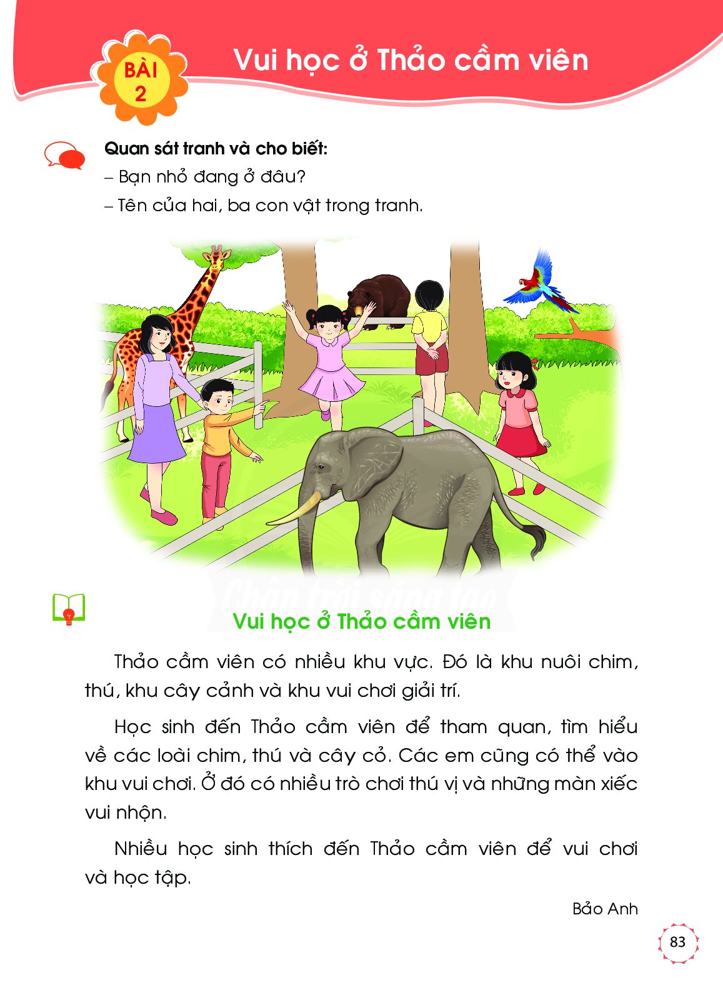 BÀI
2
Vui học ở Thảo cầm viên
Quan sát tranh và cho biết:
– Bạn nhỏ đang ở đâu?
– Tên của hai, ba con vật trong tranh.
Chân trời sáng tạo
Vui học ở Thảo cầm viên
Thảo cầm viên có nhiều khu vực. Đó là khu nuôi chim,
thú, khu cây cảnh và khu vui chơi giải trí.
Học sinh đến Thảo cầm viên để tham quan, tìm hiểu
về các loài chim, thú và cây cỏ. Các em cũng có thể vào
khu vui chơi. Ở đó có nhiều trò chơi thú vị và những màn xiếc
vui nhộn.
Nhiều học sinh thích đến Thảo cầm viên để vui chơi
và học tập.
Bảo Anh
83